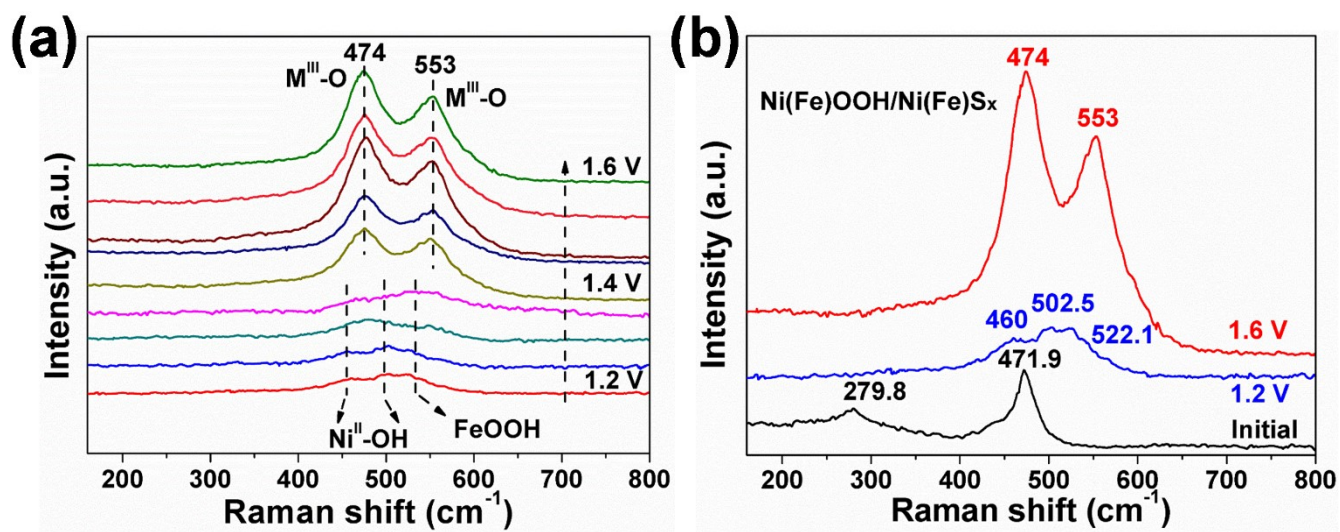 (a)
474
553
M^III-O
M^III-O
1.6 V
1.4 V
1.2 V
Ni^II-OH
FeOOH
Intensity (a.u.)
200 300 400 500 600 700 800
Raman shift (cm⁻¹)
(b)
474
Ni(Fe)OOH/Ni(Fe)Sₓ
553
1.6 V
460
502.5
522.1
1.2 V
471.9
279.8
Initial
Intensity (a.u.)
200 300 400 500 600 700 800
Raman shift (cm⁻¹)